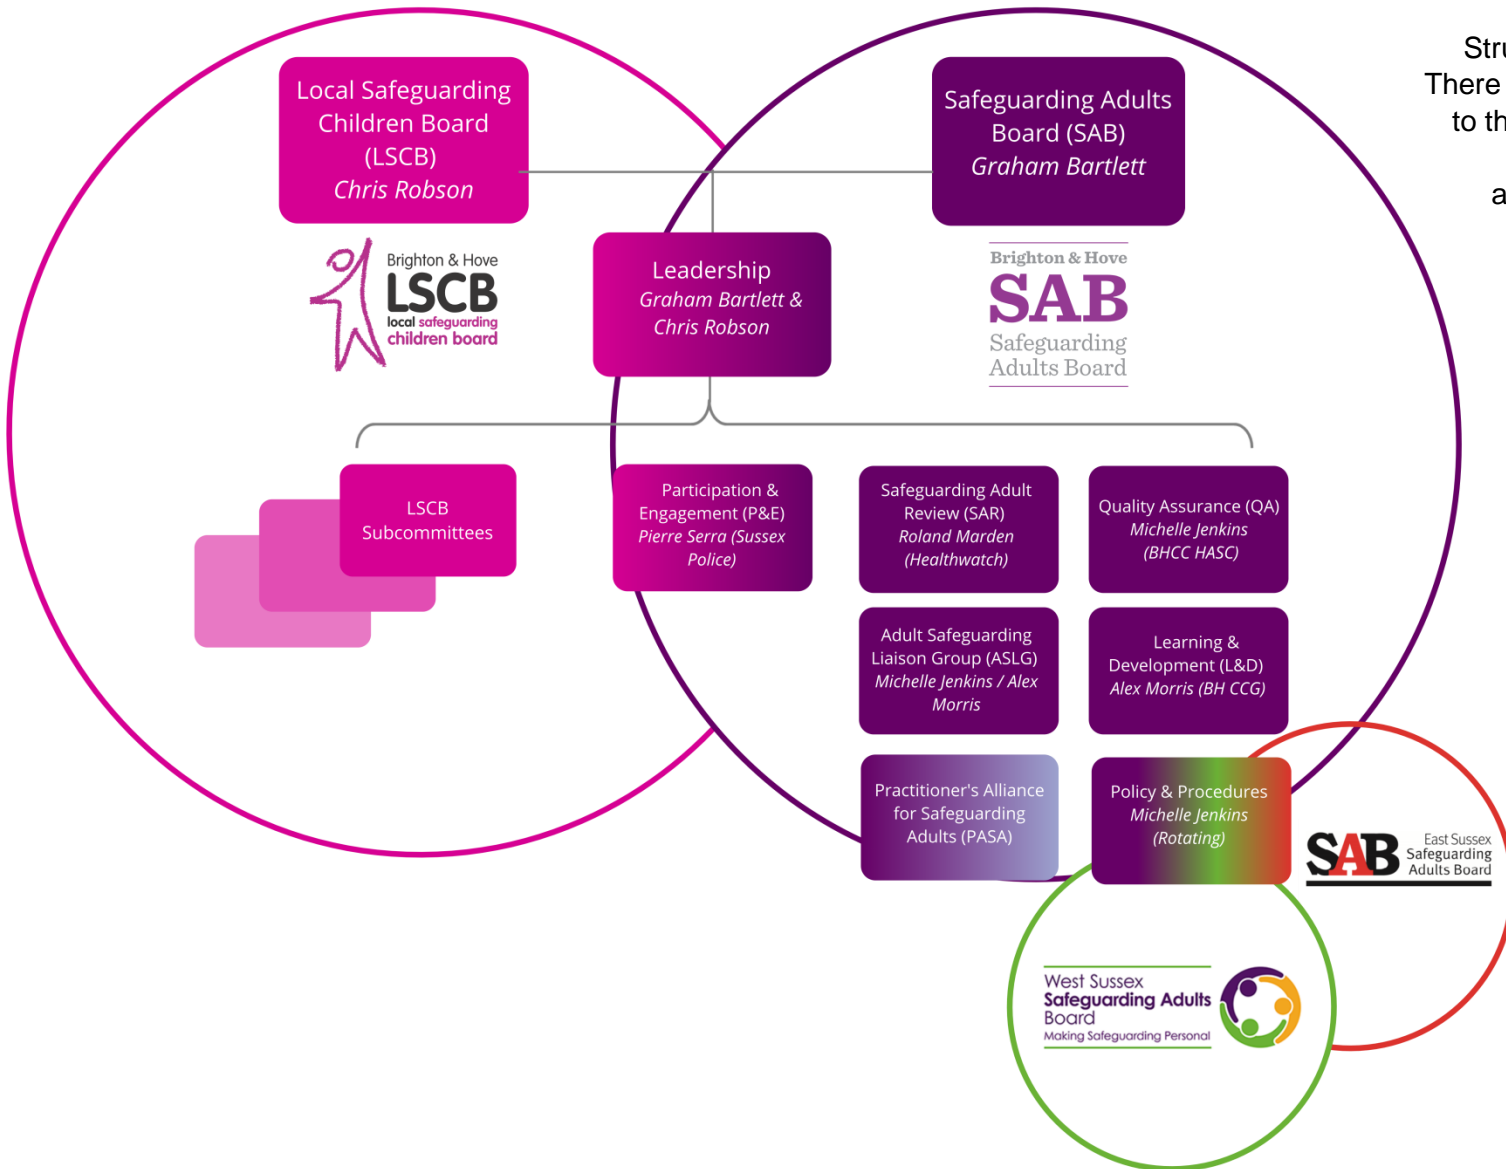 Local Safeguarding
Children Board
(LSCB)
Chris Robson
Safeguarding Adults
Board (SAB)
Graham Bartlett
There
to th
a
Brighton & Hove
LSCB
local safeguarding
children board
Leadership
Graham Bartlett &
Chris Robson
Brighton & Hove
SAB
Safeguarding
Adults Board
LSCB
Subcommittees
Participation &
Engagement (P&E)
Pierre Serra (Sussex
Police)
Safeguarding Adult
Review (SAR)
Roland Marden
(Healthwatch)
Quality Assurance (QA)
Michelle Jenkins
(BHCC HASC)
Adult Safeguarding
Liaison Group (ASLG)
Michelle Jenkins / Alex
Morris
Learning &
Development (L&D)
Alex Morris (BH CCG)
Practitioner's Alliance
for Safeguarding
Adults (PASA)
Policy & Procedures
Michelle Jenkins
(Rotating)
SAB
East Sussex
Safeguarding
Adults Board
West Sussex
Safeguarding Adults
Board
Making Safeguarding Personal